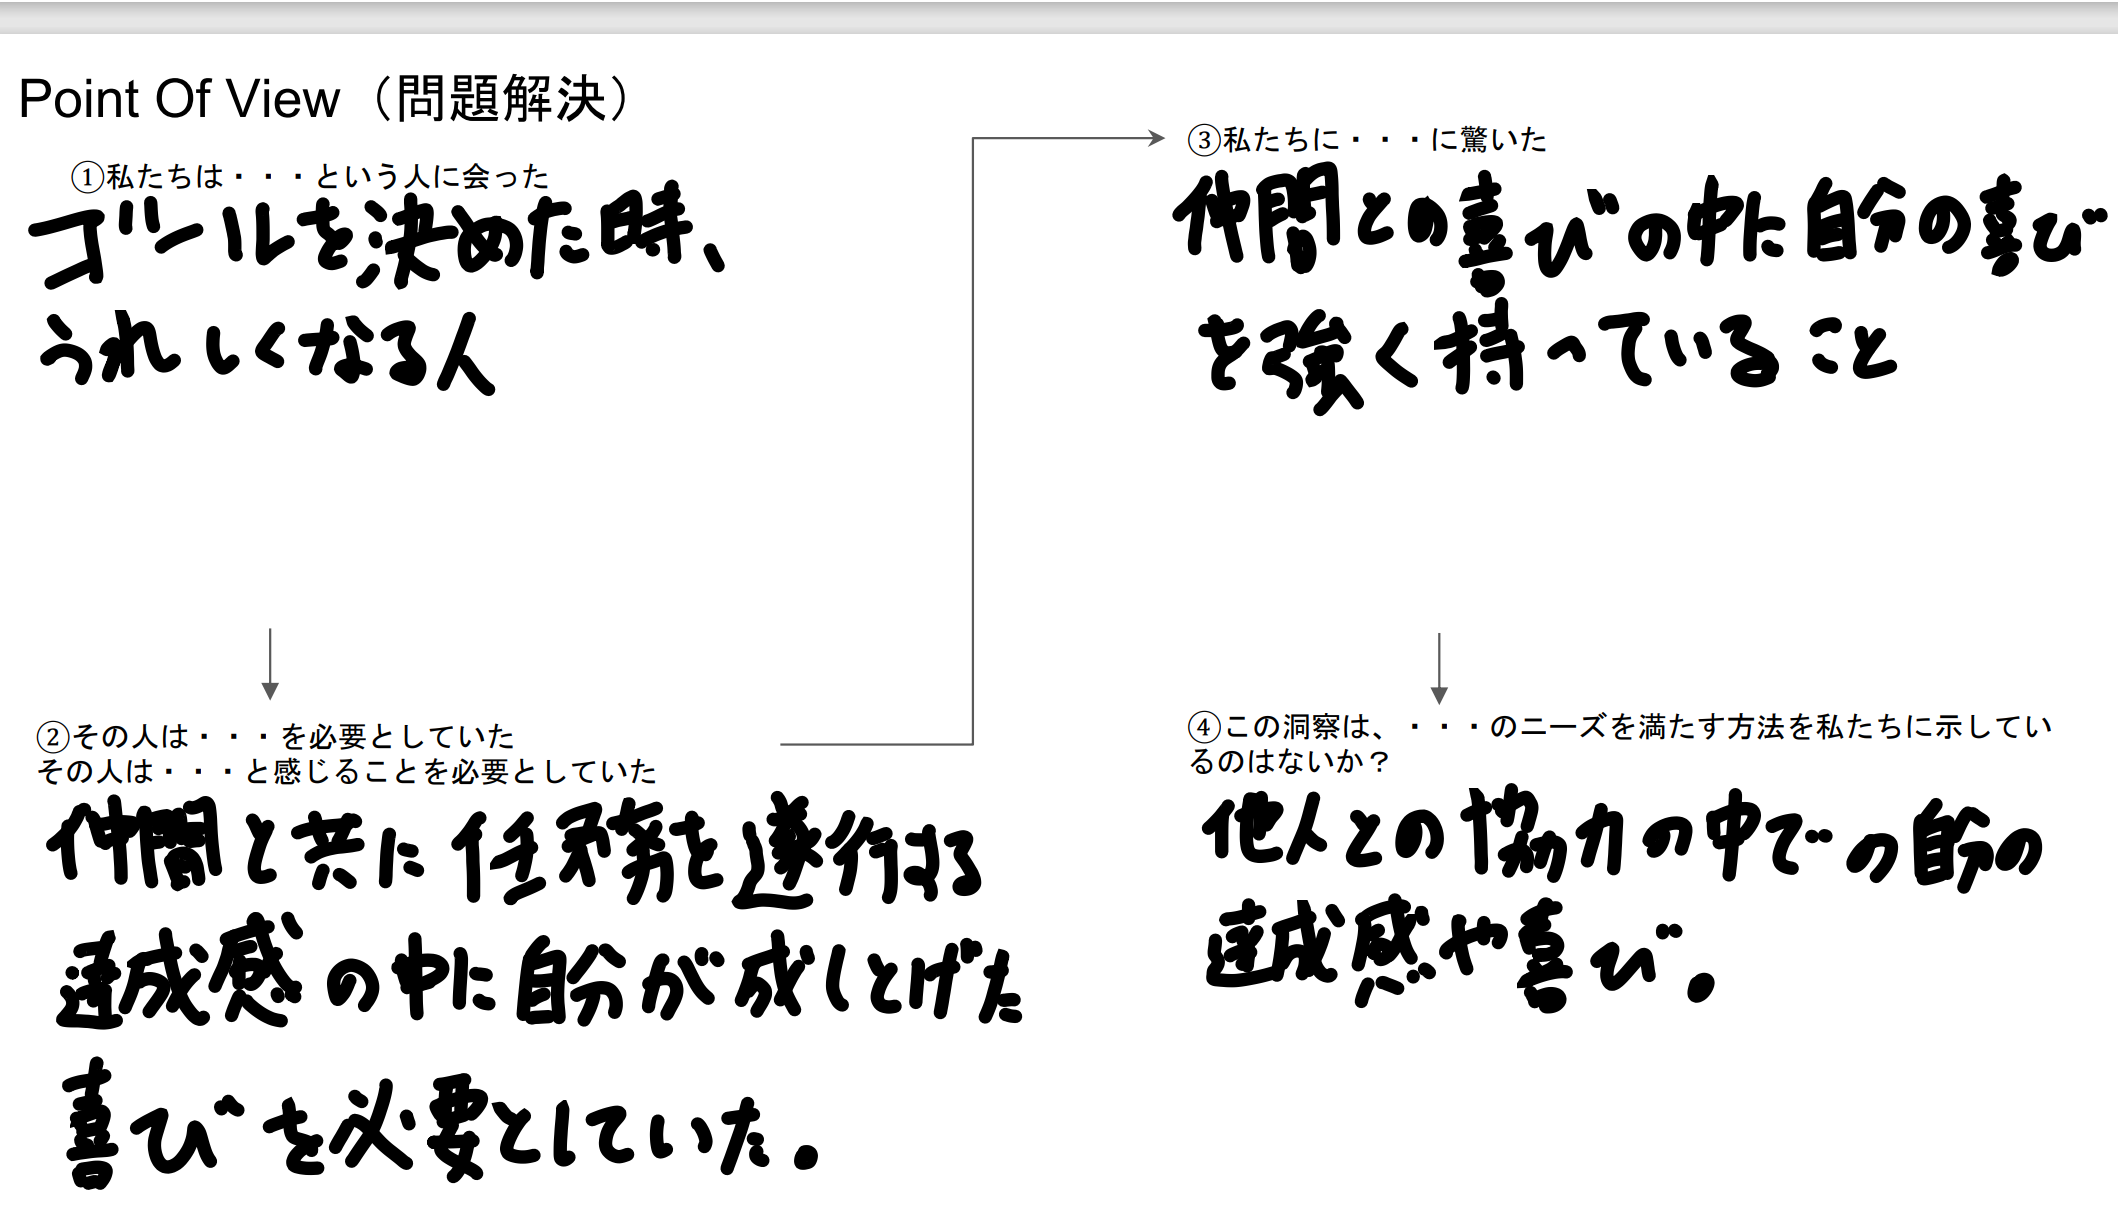 Point Of View（問題解決）
①私たちは・・・という人に会った
ゴールを決めた時、
うれしくなる人
②その人は・・・を必要としていた
その人は・・・と感じることを必要としていた
仲間と共に任務を遂行する
達成感の中に自分が成しとげた
喜びを必要としていた。
③私たちに・・・に驚いた
仲間との喜びの中に自分の喜び
を強く持っていること
④この洞察は、・・・のニーズを満たす方法を私たちに示してい
るのはないか？
他人との協力の中での自分の
達成感や喜び。